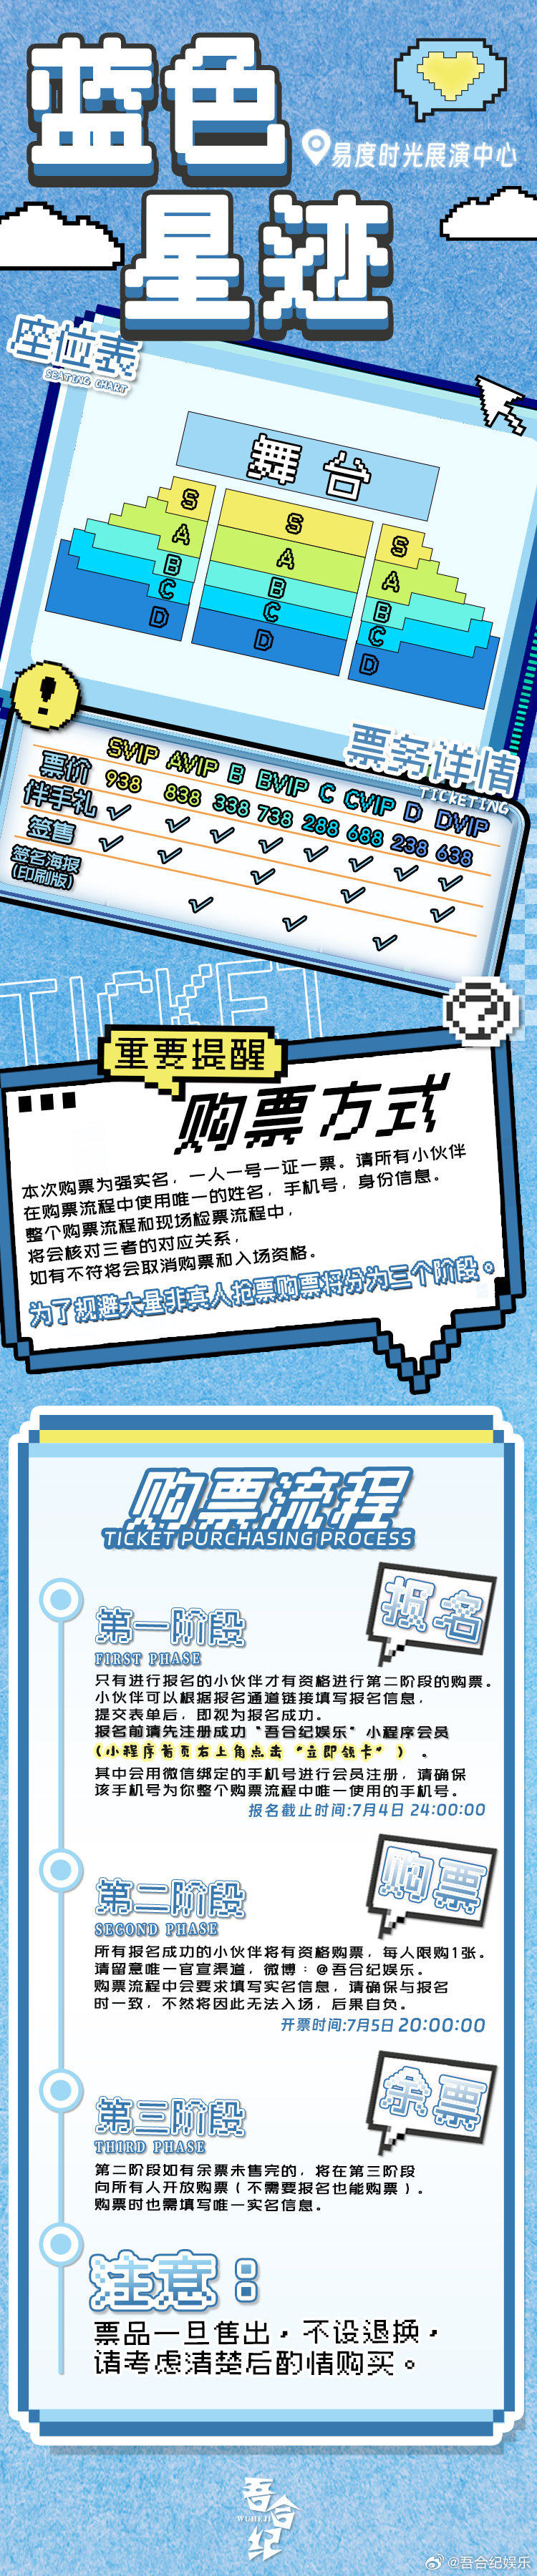 蓝色
星迹
易度时光展演中心
座位表
SEATING CHART
舞台
S S S
A A A
B B B
C C C
D D D
票务详情
TICKETING
SVIP AVIP B BVIP C CVIP D DVIP
票价 938 838 338 738 288 688 238 638
伴手礼 ✓ ✓ ✓ ✓ ✓ ✓ ✓ ✓
签售 ✓ ✓ ✓ ✓ ✓
签名海报 ✓ ✓ ✓
(印刷版)
TICKET
重要提醒
购票方式
本次购票为强实名，一人一号一证一票。请所有小伙伴
在购票流程中使用唯一的姓名，手机号，身份信息。
整个购票流程和现场检票流程中，
将会核对三者的对应关系，
如有不符将会取消购票和入场资格。
为了规避大量非真人抢票购票将分为三个阶段。
购票流程
TICKET PURCHASING PROCESS
报名
第一阶段
FIRST PHASE
只有进行报名的小伙伴才有资格进行第二阶段的购票。
小伙伴可以根据报名通道链接填写报名信息，
提交表单后，即视为报名成功。
报名前请先注册成功“吾合纪娱乐”小程序会员
(小程序首页右上角点击“立即领卡”)。
其中会用微信绑定的手机号进行会员注册，请确保
该手机号为你整个购票流程中唯一使用的手机号。
报名截止时间:7月4日 24:00:00
购票
第二阶段
SECOND PHASE
所有报名成功的小伙伴将有资格购票，每人限购1张。
请留意唯一官宣渠道，微博：@吾合纪娱乐。
购票流程中会要求填写实名信息，请确保与报名
时一致，不然将因此无法入场，后果自负。
开票时间:7月5日 20:00:00
余票
第三阶段
THIRD PHASE
第二阶段如有余票未售完的，将在第三阶段
向所有人开放购票（不需要报名也能购票）。
购票时也需填写唯一实名信息。
注意：
票品一旦售出，不设退换，
请考虑清楚后酌情购买。
吾合纪
WUHEJI
@吾合纪娱乐